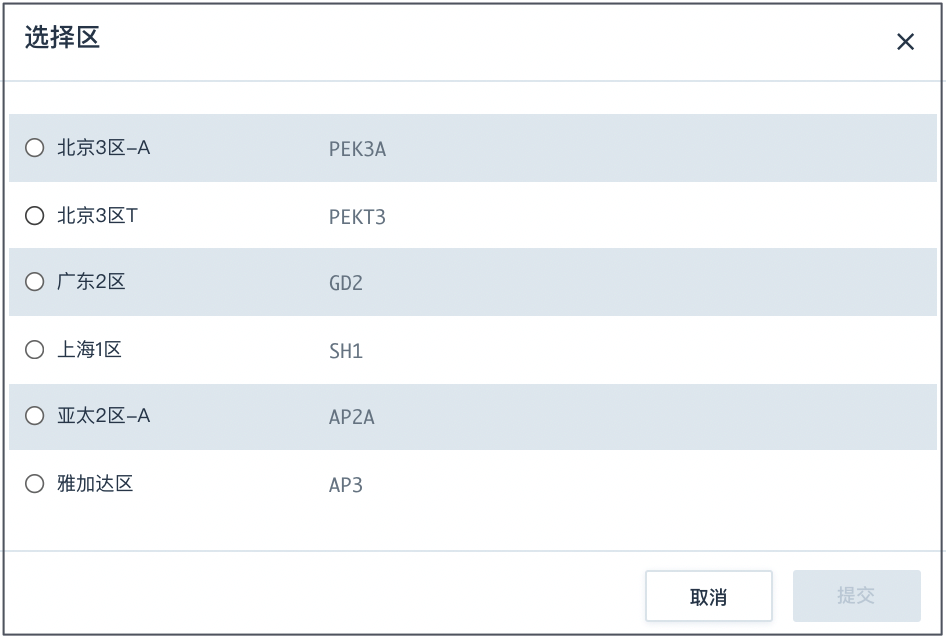 选择区
北京3区-A PEK3A
北京3区T PEKT3
广东2区 GD2
上海1区 SH1
亚太2区-A AP2A
雅加达区 AP3
取消 提交